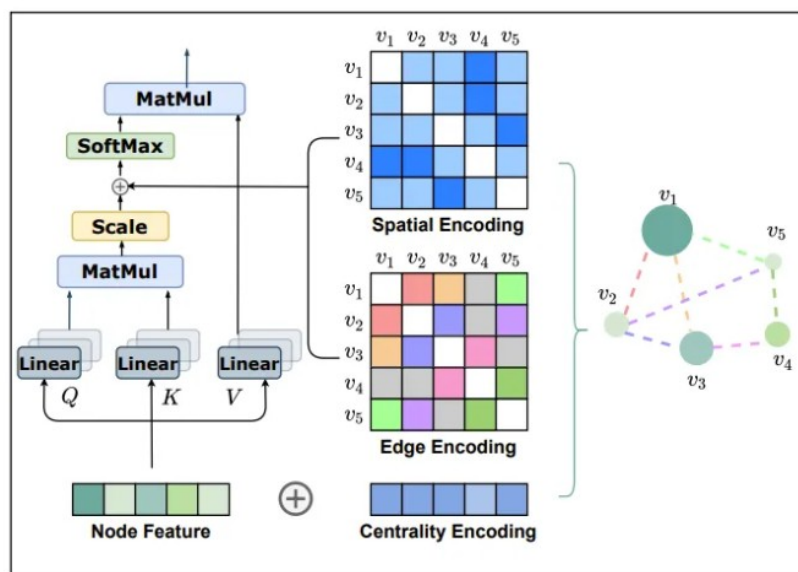 MatMul
SoftMax
Scale
MatMul
Linear
Linear
Linear
Q
K
V
Node Feature
v1 v2 v3 v4 v5
v1
v2
v3
v4
v5
Spatial Encoding
v1 v2 v3 v4 v5
v1
v2
v3
v4
v5
Edge Encoding
Centrality Encoding
v1
v5
v2
v3
v4